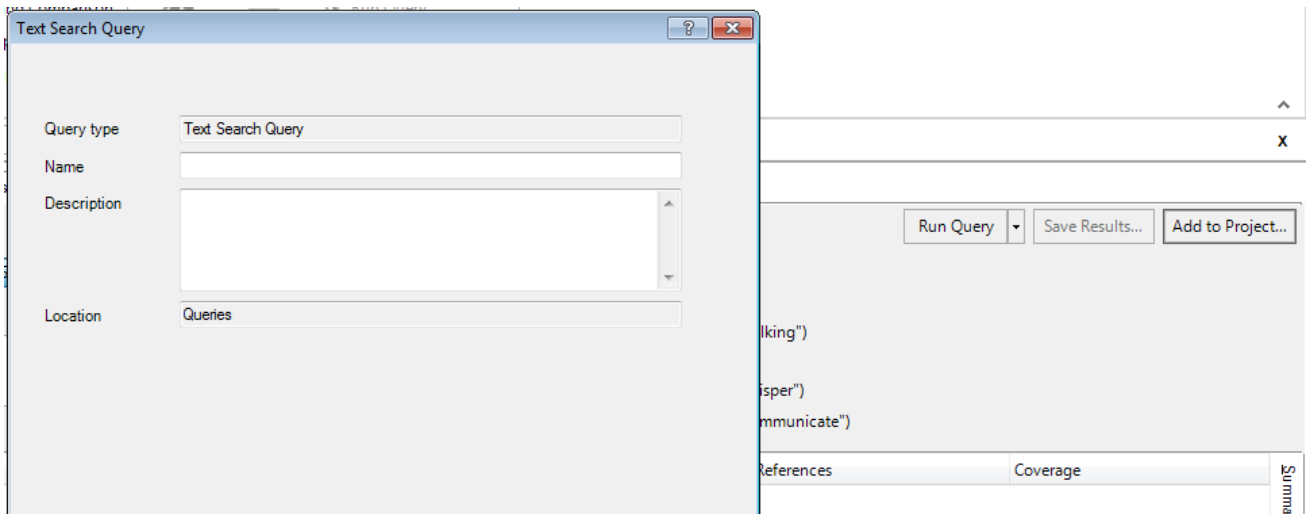 Text Search Query
Query type
Text Search Query
Name
Description
Location
Queries
X
Run Query
Save Results...
Add to Project...
lking")
isper")
mmunicate")
References
Coverage
Summa